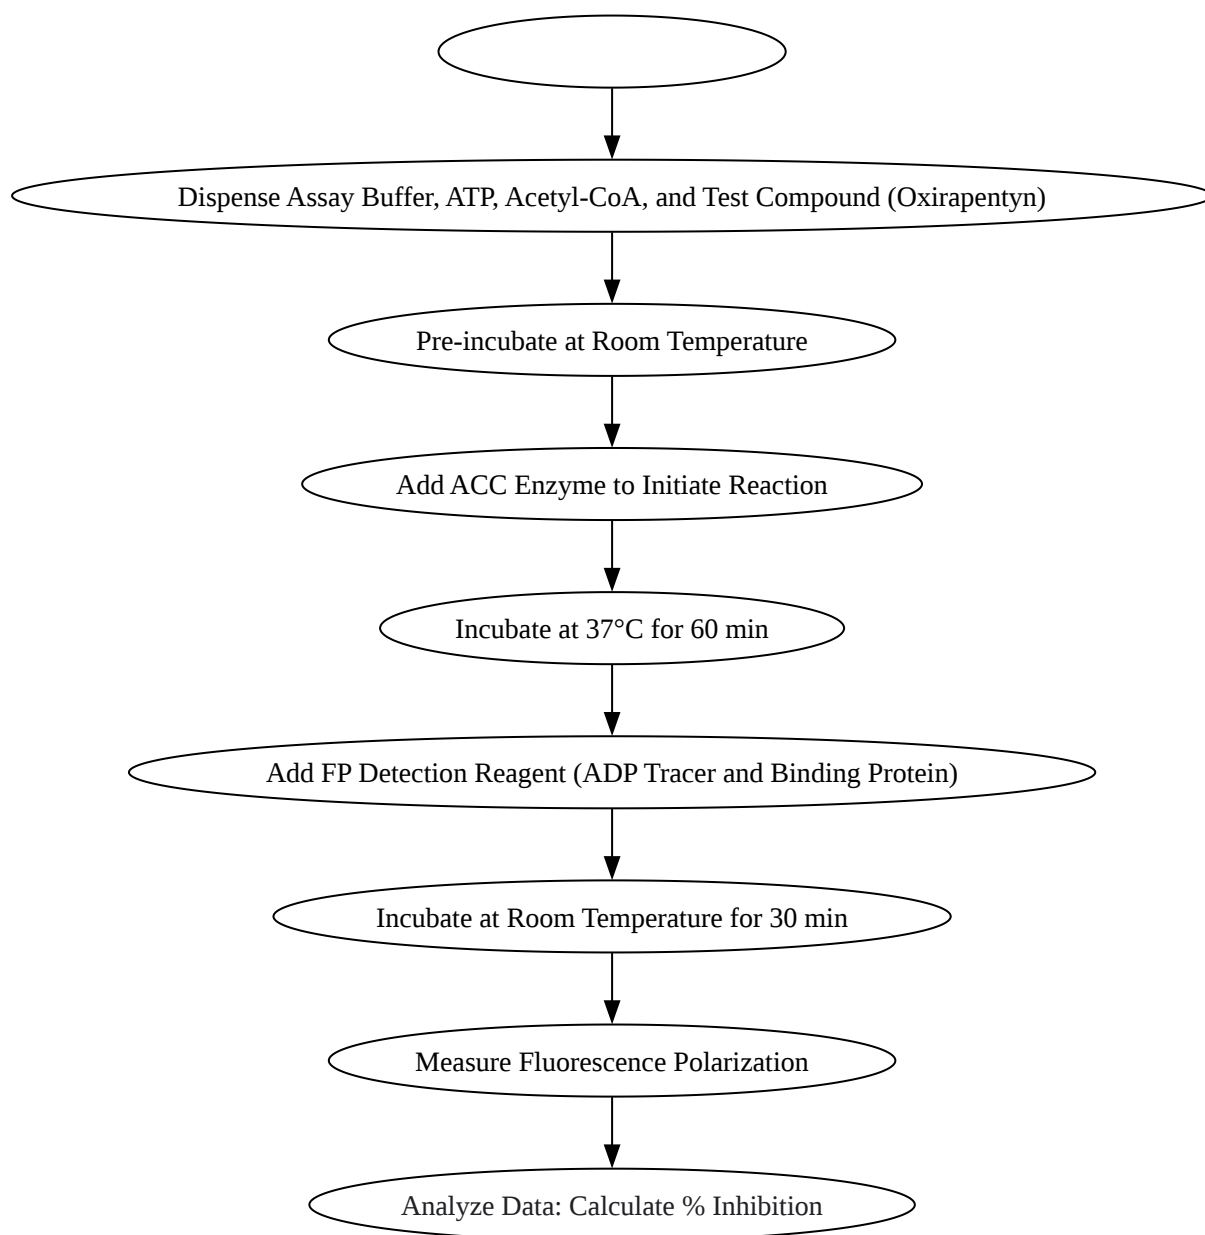 Dispense Assay Buffer, ATP, Acetyl-CoA, and Test Compound (Oxirapentyn)
Pre-incubate at Room Temperature
Add ACC Enzyme to Initiate Reaction
Incubate at 37°C for 60 min
Add FP Detection Reagent (ADP Tracer and Binding Protein)
Incubate at Room Temperature for 30 min
Measure Fluorescence Polarization
Analyze Data: Calculate % Inhibition